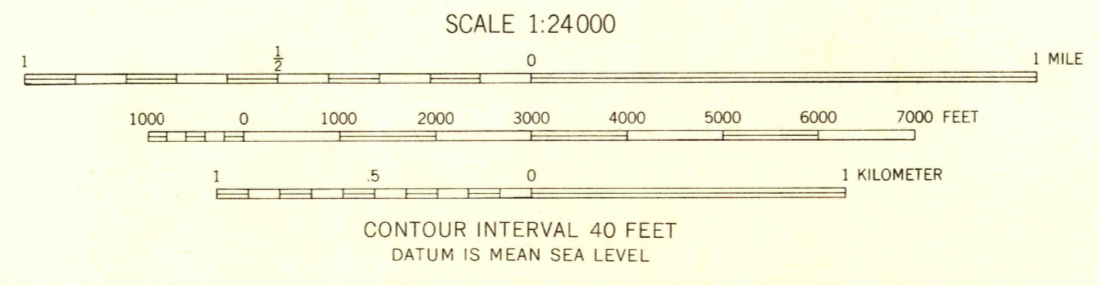 SCALE 1:24000
1 1/2 0 1 MILE
1000 0 1000 2000 3000 4000 5000 6000 7000 FEET
1 .5 0 1 KILOMETER
CONTOUR INTERVAL 40 FEET
DATUM IS MEAN SEA LEVEL